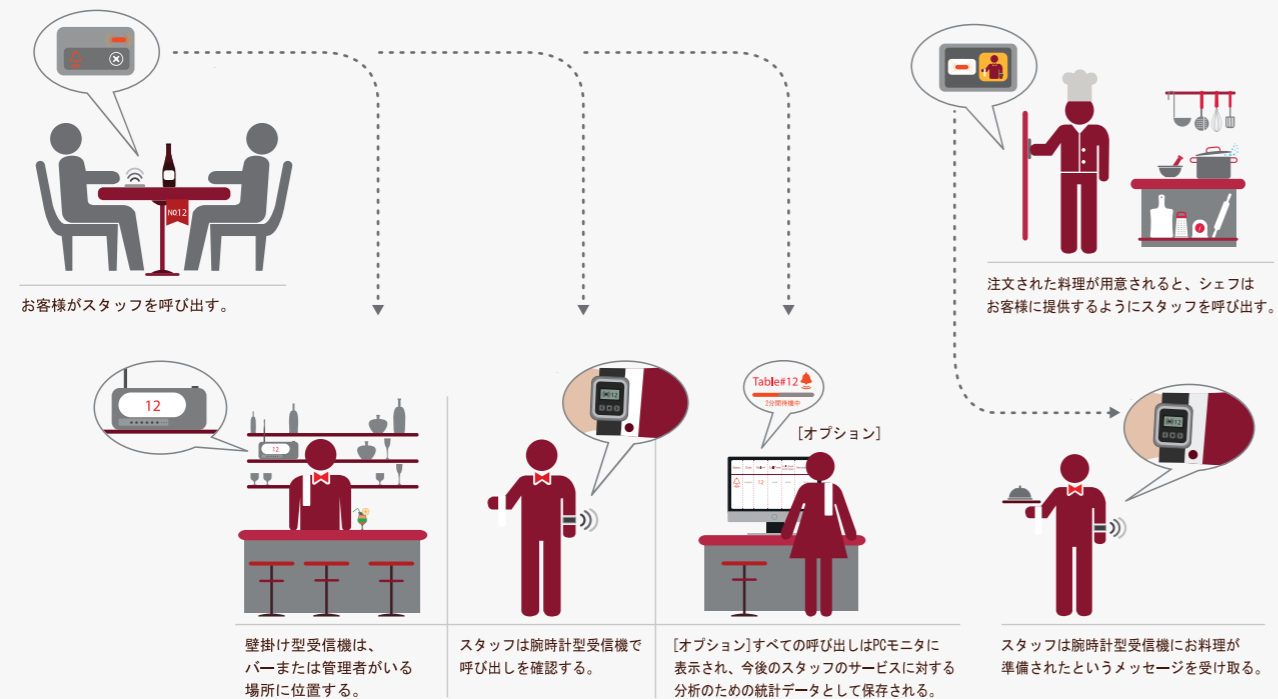 No12
お客様がスタッフを呼び出す。
注文された料理が用意されると、シェフは
お客様に提供するようにスタッフを呼び出す。
12
12
12
Table#12
2分間待機中
[オプション]
12
12
壁掛け型受信機は、
バーまたは管理者がいる
場所に位置する。
スタッフは腕時計型受信機で
呼び出しを確認する。
[オプション]すべての呼び出しはPCモニタに
表示され、今後のスタッフのサービスに対する
分析のための統計データとして保存される。
スタッフは腕時計型受信機にお料理が
準備されたというメッセージを受け取る。